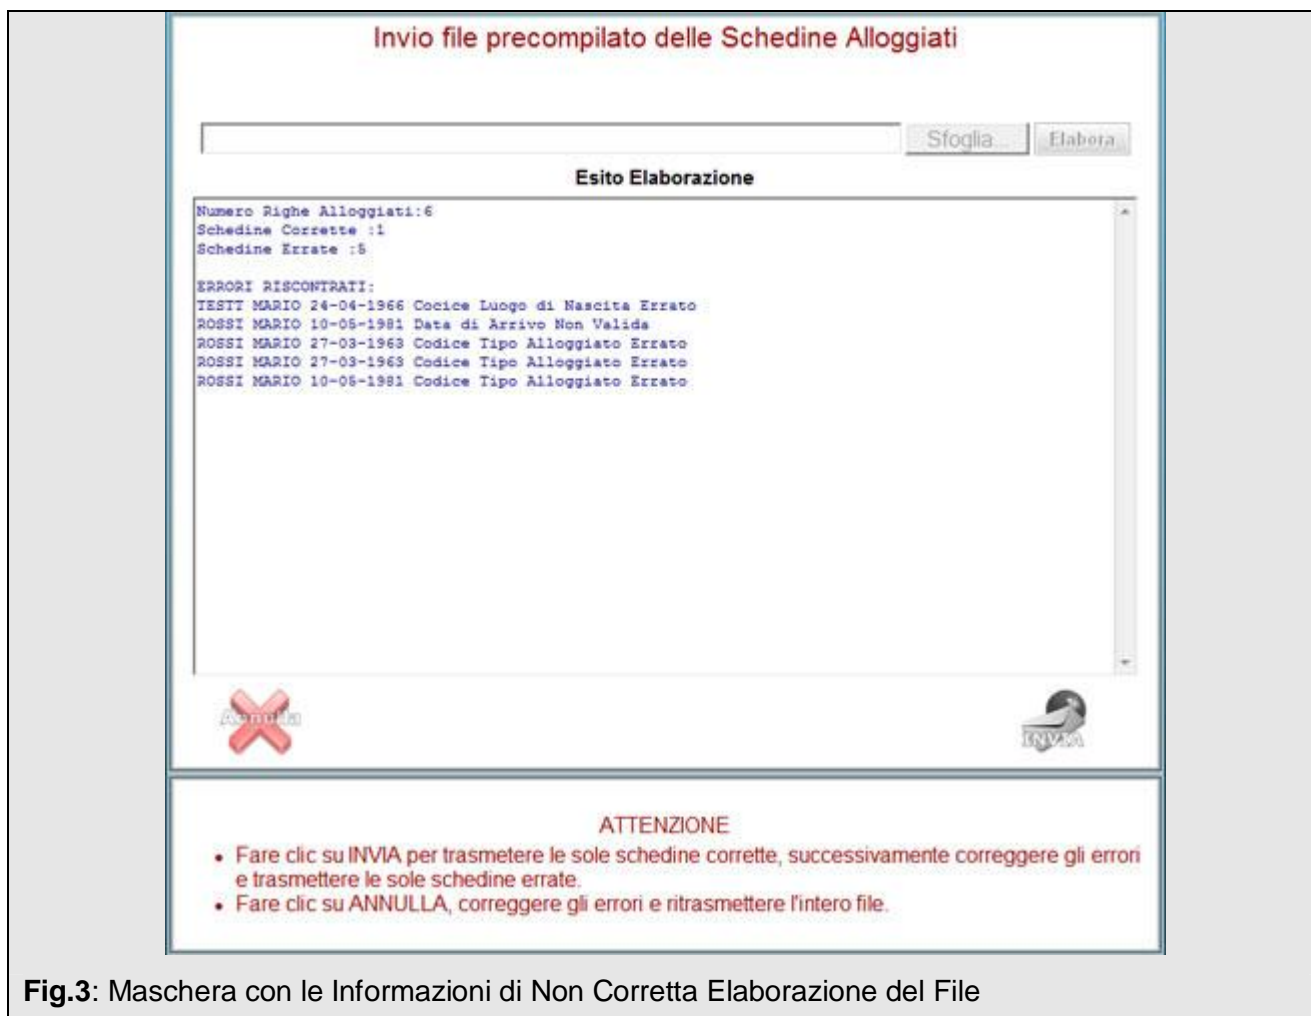 Invio file precompilato delle Schedine Alloggiati
Sfoglia... Elabora
Esito Elaborazione
Numero Righe Alloggiati:6
Schedine Corrette :1
Schedine Errate :5
ERRORI RISCONTRATI:
TESTT MARIO 24-04-1966 Cocice Luogo di Nascita Errato
ROSSI MARIO 10-05-1981 Data di Arrivo Non Valida
ROSSI MARIO 27-03-1963 Codice Tipo Alloggiato Errato
ROSSI MARIO 27-03-1963 Codice Tipo Alloggiato Errato
ROSSI MARIO 10-05-1981 Codice Tipo Alloggiato Errato
Annulla
INVIA
ATTENZIONE
• Fare clic su INVIA per trasmetere le sole schedine corrette, successivamente correggere gli errori
e trasmettere le sole schedine errate.
• Fare clic su ANNULLA, correggere gli errori e ritrasmettere l'intero file.
Fig.3: Maschera con le Informazioni di Non Corretta Elaborazione del File